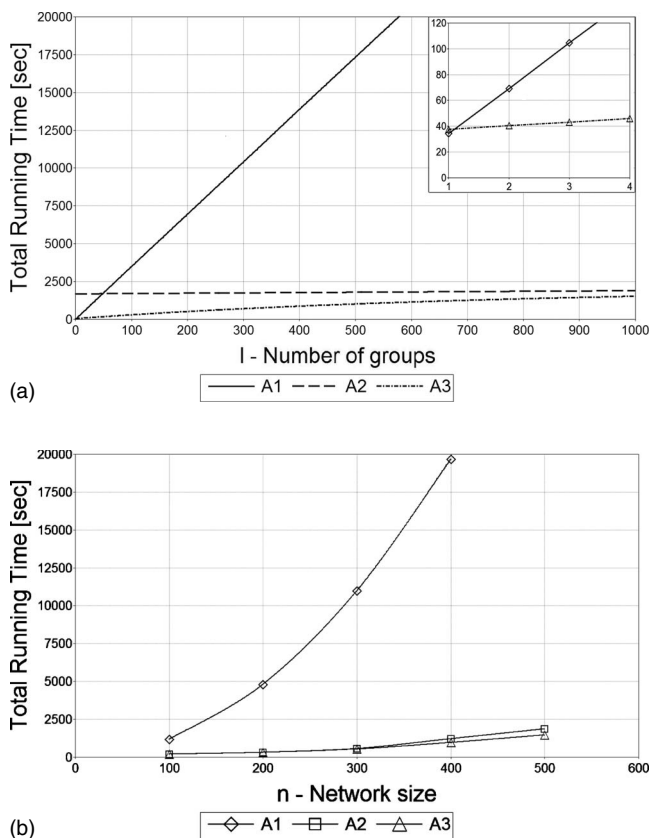 20000
17500
15000
12500
10000
7500
5000
2500
0
Total Running Time [sec]
120
100
80
60
40
20
0
1 2 3 4
0 100 200 300 400 500 600 700 800 900 1000
l - Number of groups
(a)
A1 A2 A3
20000
17500
15000
12500
10000
7500
5000
2500
0
Total Running Time [sec]
0 100 200 300 400 500 600
n - Network size
(b)
A1 A2 A3